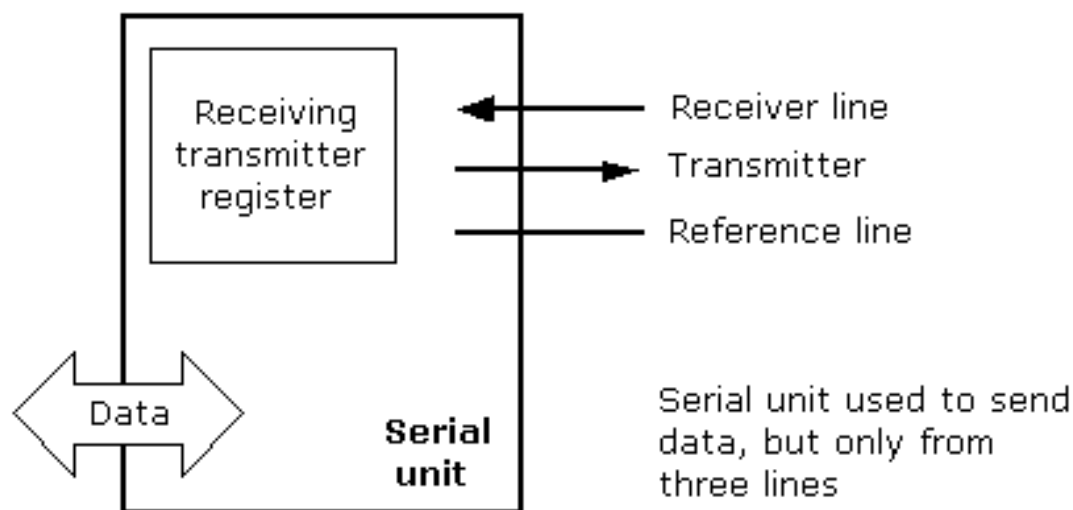 Receiving
transmitter
register
Receiver line
Transmitter
Reference line
Data
Serial
unit
Serial unit used to send
data, but only from
three lines